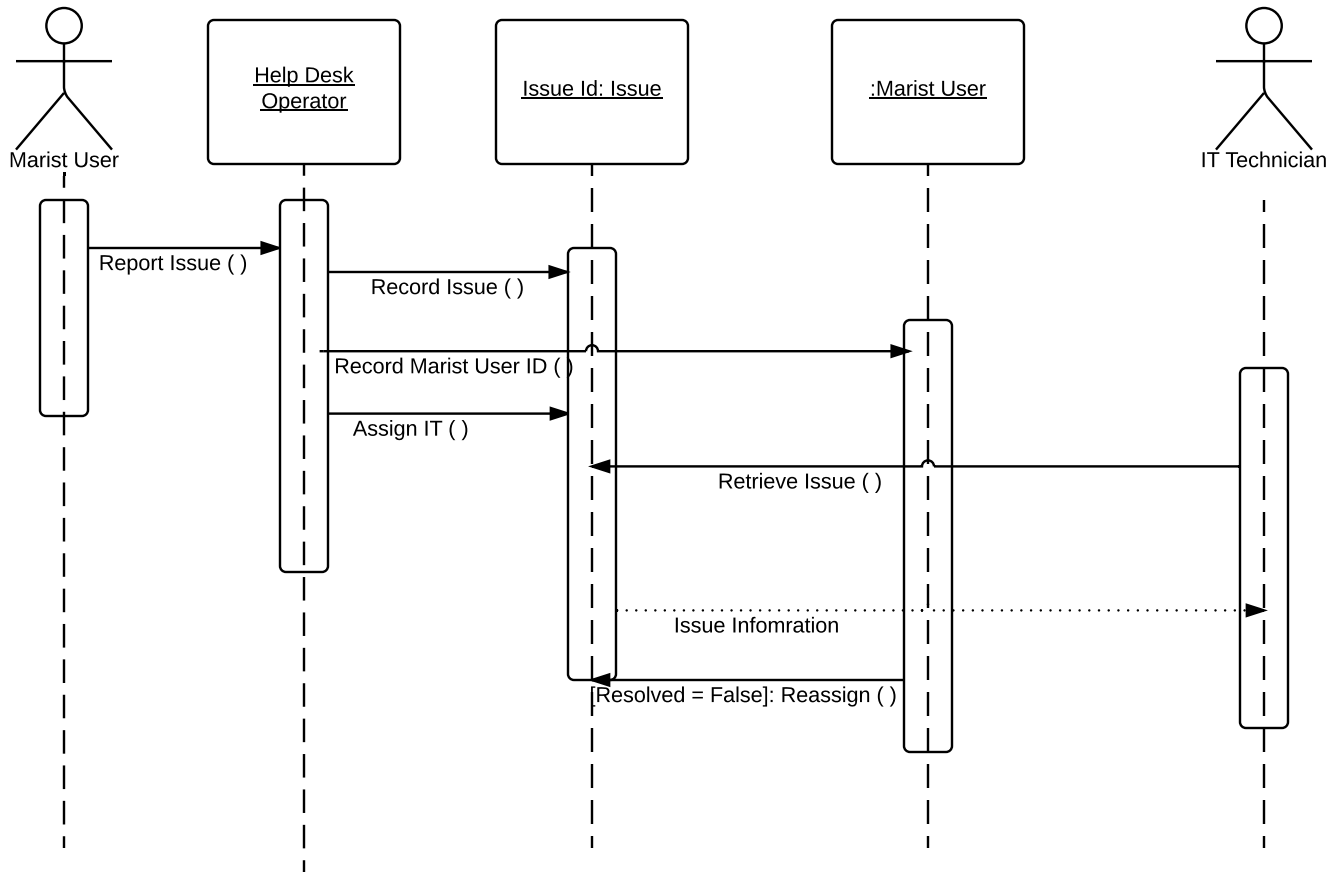 Help Desk
Operator
Issue Id: Issue
:Marist User
Marist User
IT Technician
Report Issue ( )
Record Issue ( )
Record Marist User ID ( )
Assign IT ( )
Retrieve Issue ( )
Issue Infomration
[Resolved = False]: Reassign ( )